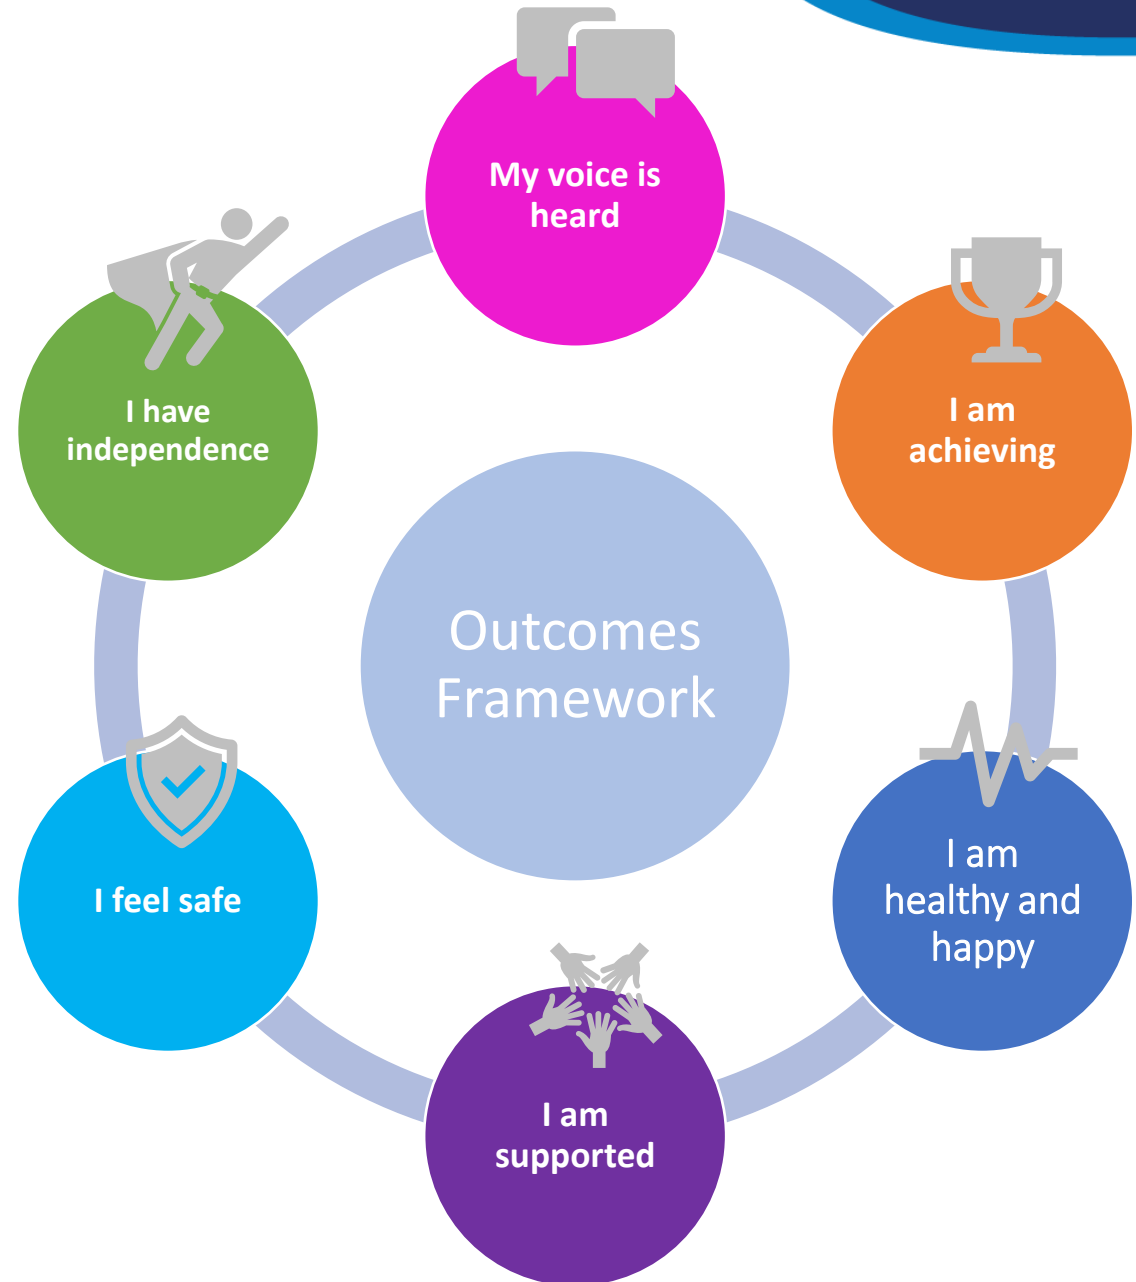 My voice is
heard
I am
achieving
I am
healthy and
happy
I am
supported
I feel safe
I have
independence
Outcomes
Framework